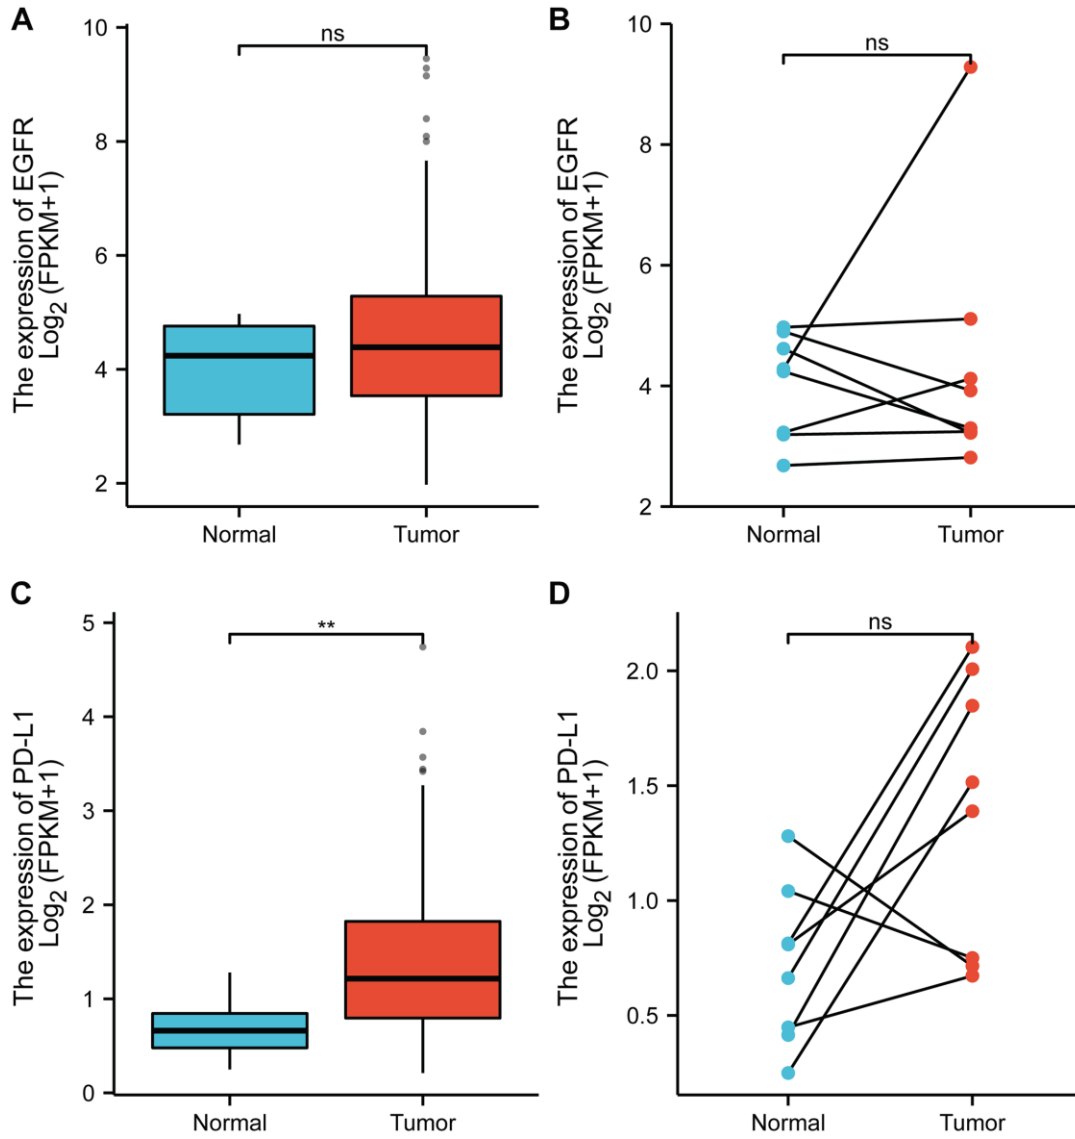 A
The expression of EGFR
Log2 (FPKM+1)
10
8
6
4
2
ns
Normal
Tumor
B
The expression of EGFR
Log2 (FPKM+1)
10
8
6
4
2
ns
Normal
Tumor
C
The expression of PD-L1
Log2 (FPKM+1)
5
4
3
2
1
0
**
Normal
Tumor
D
The expression of PD-L1
Log2 (FPKM+1)
2.0
1.5
1.0
0.5
ns
Normal
Tumor